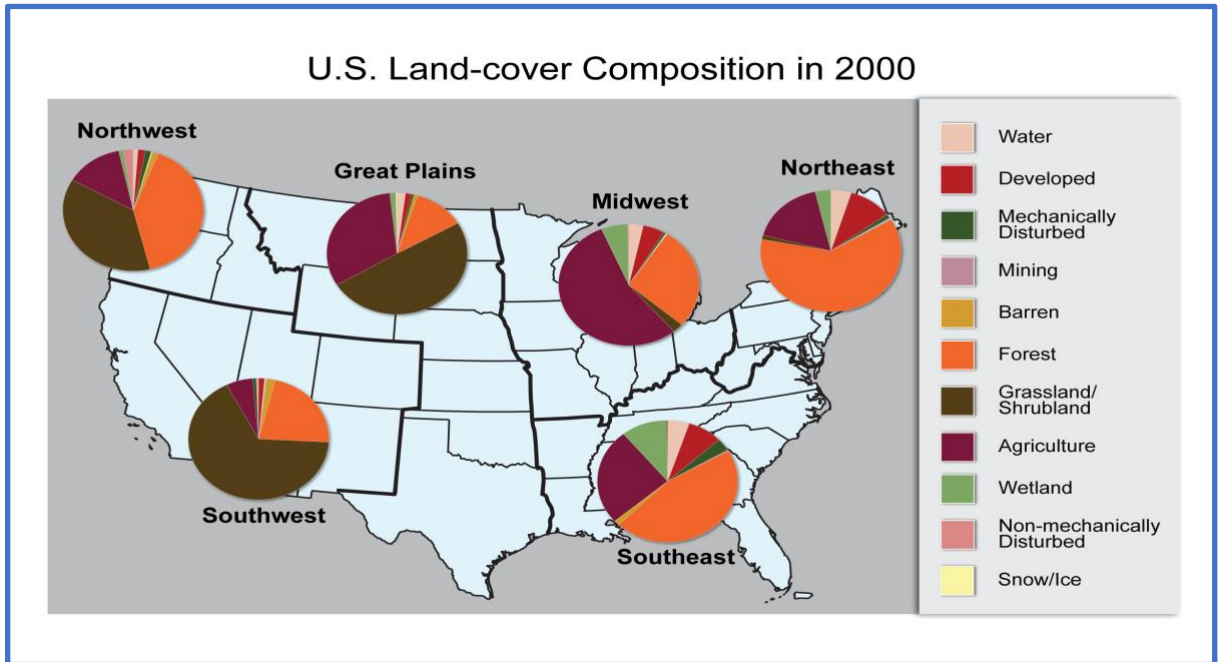 U.S. Land-cover Composition in 2000
Northwest
Great Plains
Midwest
Northeast
Southwest
Southeast
Water
Developed
Mechanically
Disturbed
Mining
Barren
Forest
Grassland/
Shrubland
Agriculture
Wetland
Non-mechanically
Disturbed
Snow/Ice